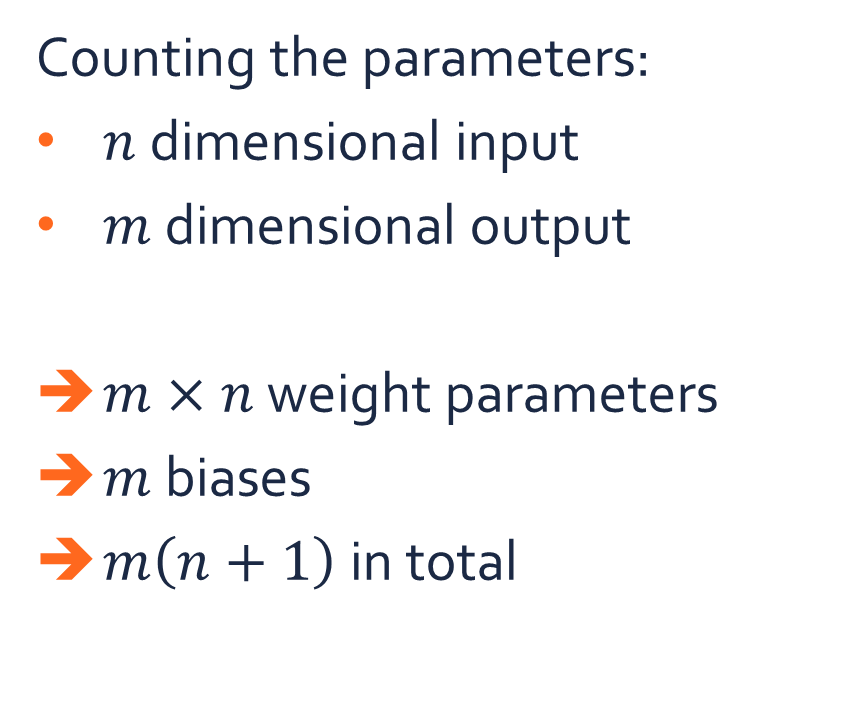 Counting the parameters:
• n dimensional input
• m dimensional output
➔ m × n weight parameters
➔ m biases
➔ m(n + 1) in total